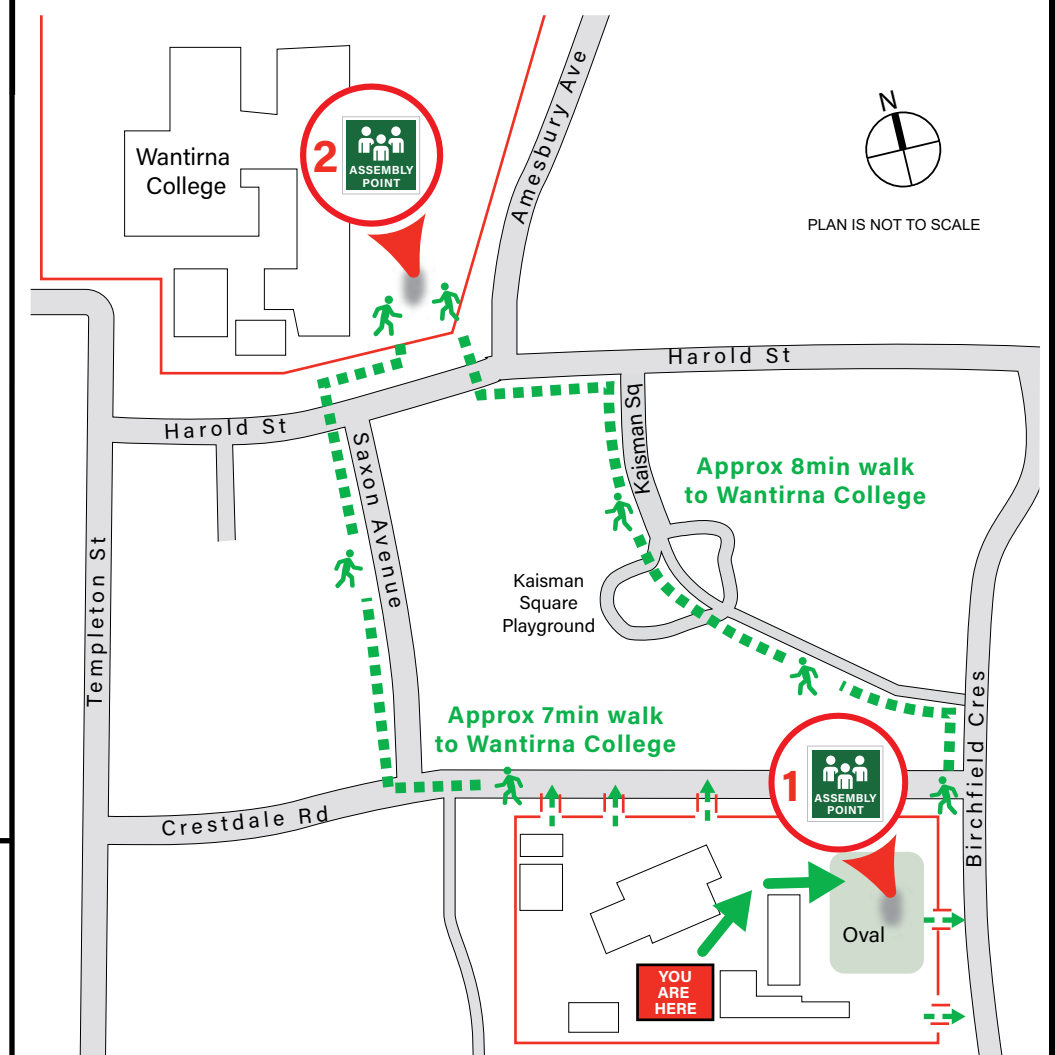 Wantirna
College
2
ASSEMBLY
POINT
Amesbury Ave
N
PLAN IS NOT TO SCALE
Harold St
Harold St
Kaisman Sq
Saxon Avenue
Approx 8min walk
to Wantirna College
Templeton St
Kaisman
Square
Playground
Approx 7min walk
to Wantirna College
Birchfield Cres
1
ASSEMBLY
POINT
Crestdale Rd
Oval
YOU
ARE
HERE